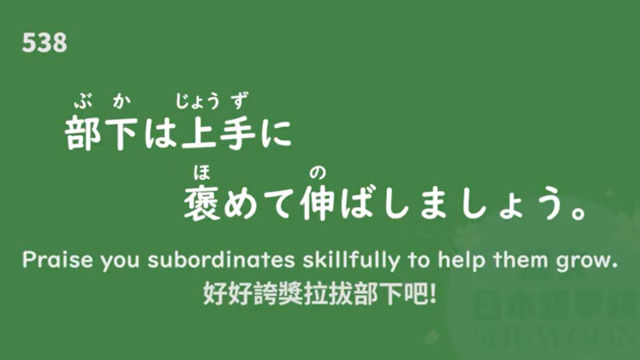 538
ぶ か じょう ず
部下は上手に
ほ の
褒めて伸ばしましょう。
Praise you subordinates skillfully to help them grow.
好好誇獎拉拔部下吧!
日本語學院
SHUWOON